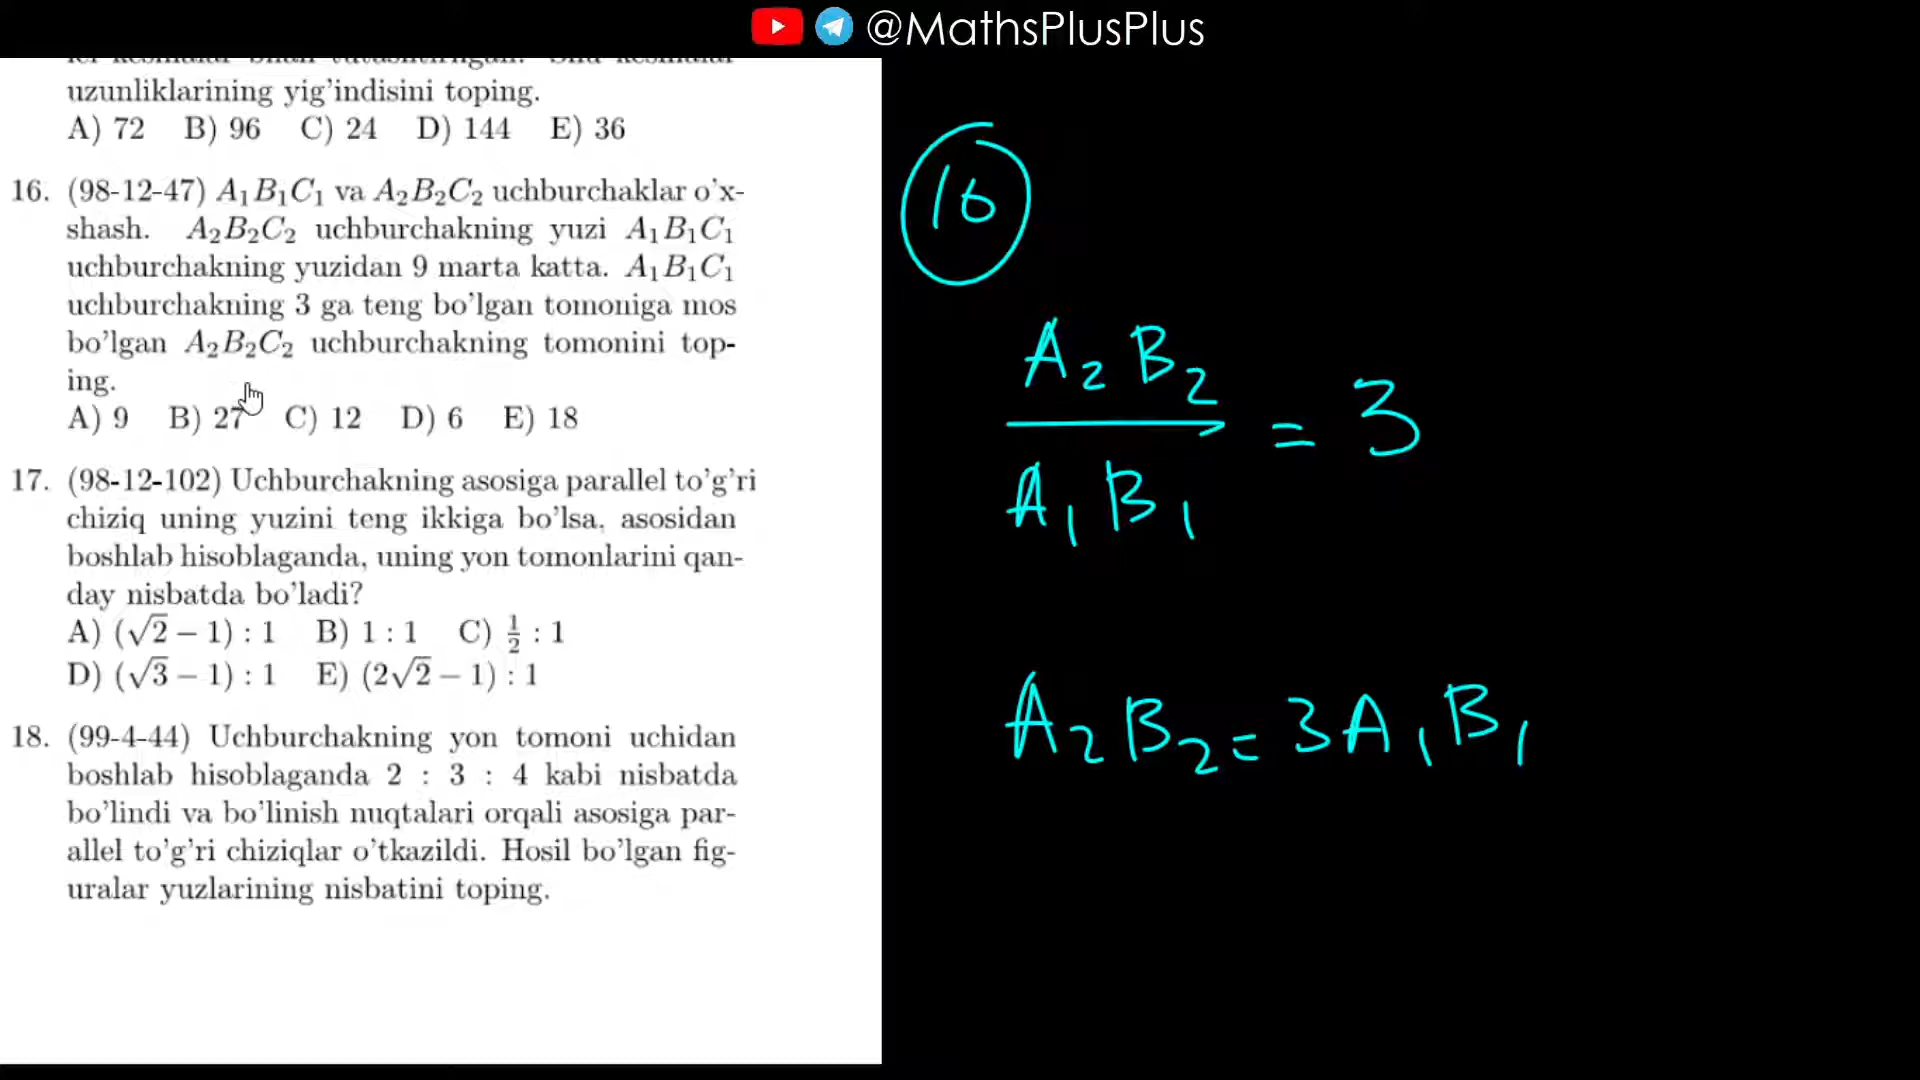 @MathsPlusPlus
uzunliklarining yig'indisini toping.
A) 72 B) 96 C) 24 D) 144 E) 36
16. (98-12-47) A₁B₁C₁ va A₂B₂C₂ uchburchaklar o'x-
shash. A₂B₂C₂ uchburchakning yuzi A₁B₁C₁
uchburchakning yuzidan 9 marta katta. A₁B₁C₁
uchburchakning 3 ga teng bo'lgan tomoniga mos
bo'lgan A₂B₂C₂ uchburchakning tomonini top-
ing.
A) 9 B) 27 C) 12 D) 6 E) 18
17. (98-12-102) Uchburchakning asosiga parallel to'g'ri
chiziq uning yuzini teng ikkiga bo'lsa, asosidan
boshlab hisoblaganda, uning yon tomonlarini qan-
day nisbatda bo'ladi?
A) (√2 − 1) : 1 B) 1 : 1 C) 1/2 : 1
D) (√3 − 1) : 1 E) (2√2 − 1) : 1
18. (99-4-44) Uchburchakning yon tomoni uchidan
boshlab hisoblaganda 2 : 3 : 4 kabi nisbatda
bo'lindi va bo'linish nuqtalari orqali asosiga par-
allel to'g'ri chiziqlar o'tkazildi. Hosil bo'lgan fig-
uralar yuzlarining nisbatini toping.
16
A₂B₂/A₁B₁ = 3
A₂B₂ = 3A₁B₁